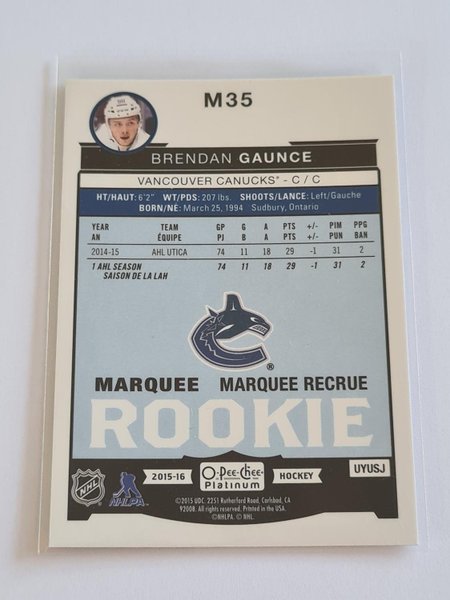 M35
BRENDAN GAUNCE
VANCOUVER CANUCKS® - C / C
HT/HAUT: 6'2" WT/PDS: 207 lbs. SHOOTS/LANCE: Left/Gauche
BORN/NÉ: March 25, 1994 Sudbury, Ontario
YEAR TEAM GP G A PTS +/- PIM PPG
AN ÉQUIPE PJ B A PTS +/- PUN BAN
2014-15 AHL UTICA 74 11 18 29 -1 31 2
1 AHL SEASON 74 11 18 29 -1 31 2
SAISON DE LA LAH
®
MARQUEE MARQUEE RECRUE
ROOKIE
UYUSJ
2015-16 O-Pee-Chee HOCKEY
Platinum
NHL NHLPA
©2015 UDC. 2251 Rutherford Road, Carlsbad, CA
92008. All rights reserved. Printed in the USA.
©NHLPA. © NHL.